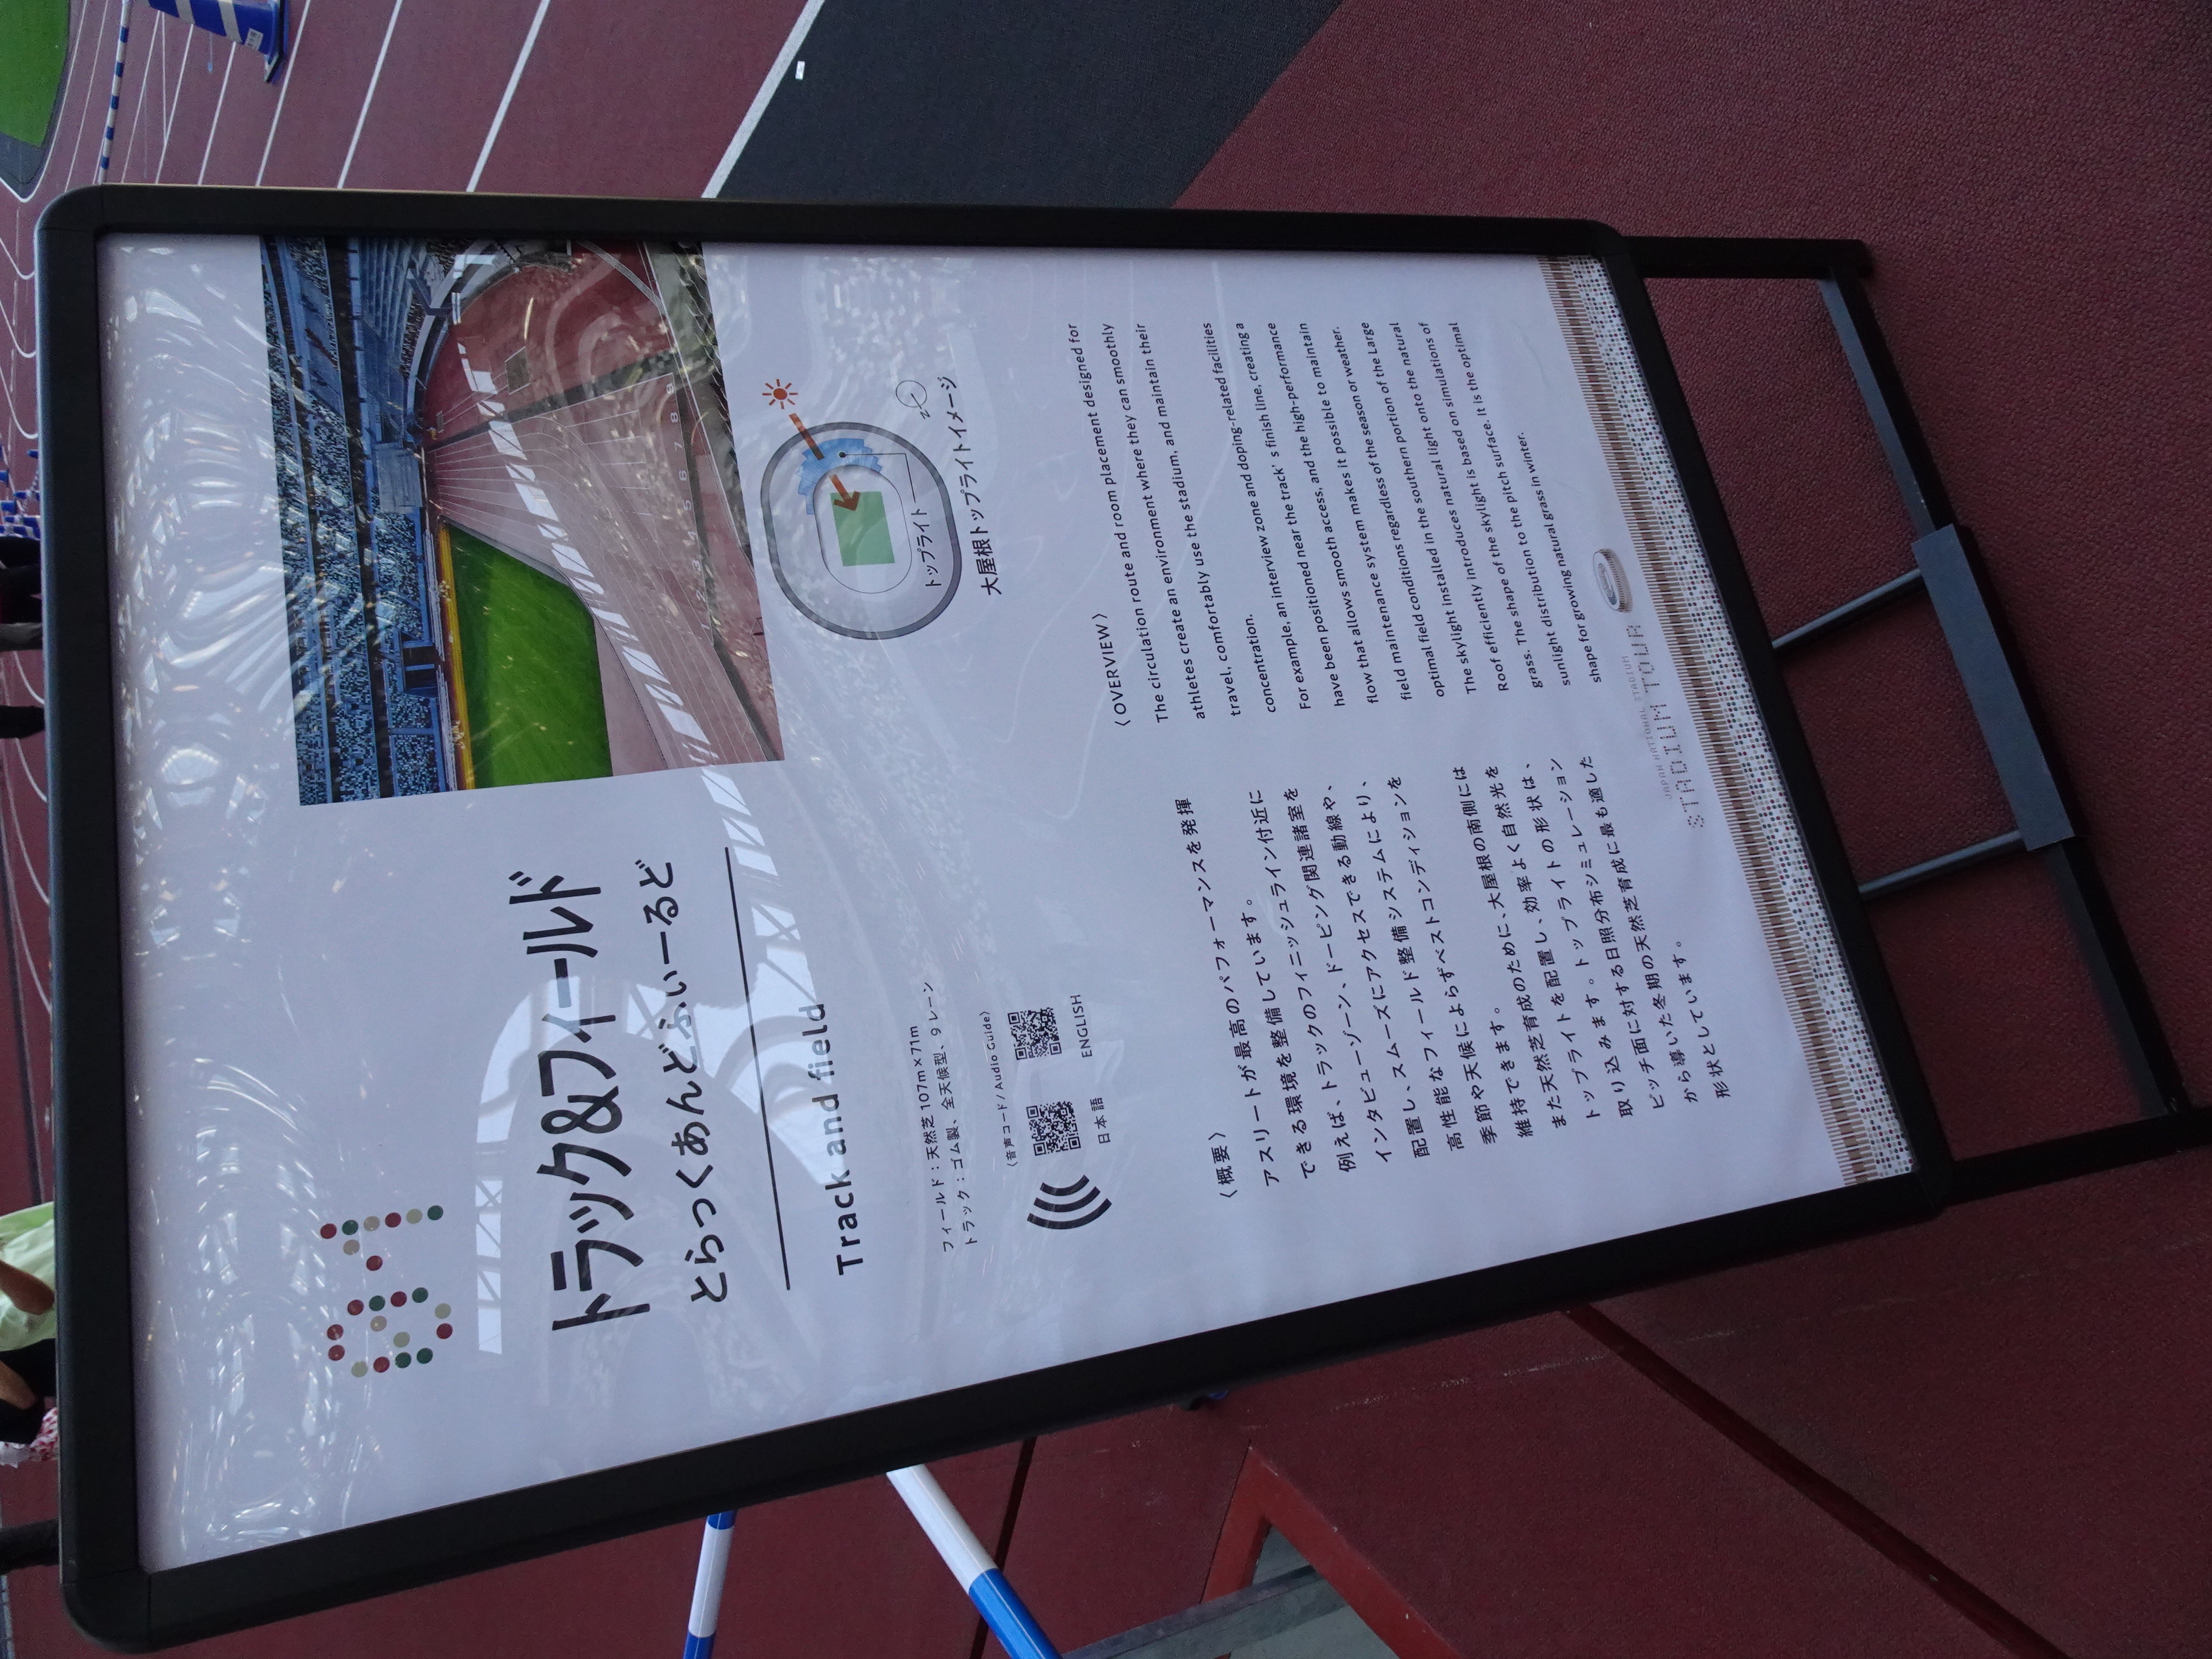 01
トラック&フィールド
とらっくあんどふぃーるど
Track and field
フィールド：天然芝 107m×71m
トラック：ゴム製、全天候型、9レーン
〈音声コード / Audio Guide〉
日本語
ENGLISH
1 2 3 4 5 6 7 8 9
トップライト
N
大屋根トップライトイメージ
〈概要〉
アスリートが最高のパフォーマンスを発揮
できる環境を整備しています。
例えば、トラックのフィニッシュライン付近に
インタビューゾーン、ドーピング関連諸室を
配置し、スムーズにアクセスできる動線や、
高性能なフィールド整備システムにより、
季節や天候によらずベストコンディションを
維持できます。
また天然芝育成のために、大屋根の南側には
トップライトを配置し、効率よく自然光を
取り込みます。トップライトの形状は、
ピッチ面に対する日照分布シミュレーション
から導いた冬期の天然芝育成に最も適した
形状としています。
〈OVERVIEW〉
The circulation route and room placement designed for
athletes create an environment where they can smoothly
travel, comfortably use the stadium, and maintain their
concentration.
For example, an interview zone and doping-related facilities
have been positioned near the track's finish line, creating a
flow that allows smooth access, and the high-performance
field maintenance system makes it possible to maintain
optimal field conditions regardless of the season or weather.
The skylight installed in the southern portion of the Large
Roof efficiently introduces natural light onto the natural
grass. The shape of the skylight is based on simulations of
sunlight distribution to the pitch surface. It is the optimal
shape for growing natural grass in winter.
JAPAN NATIONAL STADIUM
STADIUM TOUR